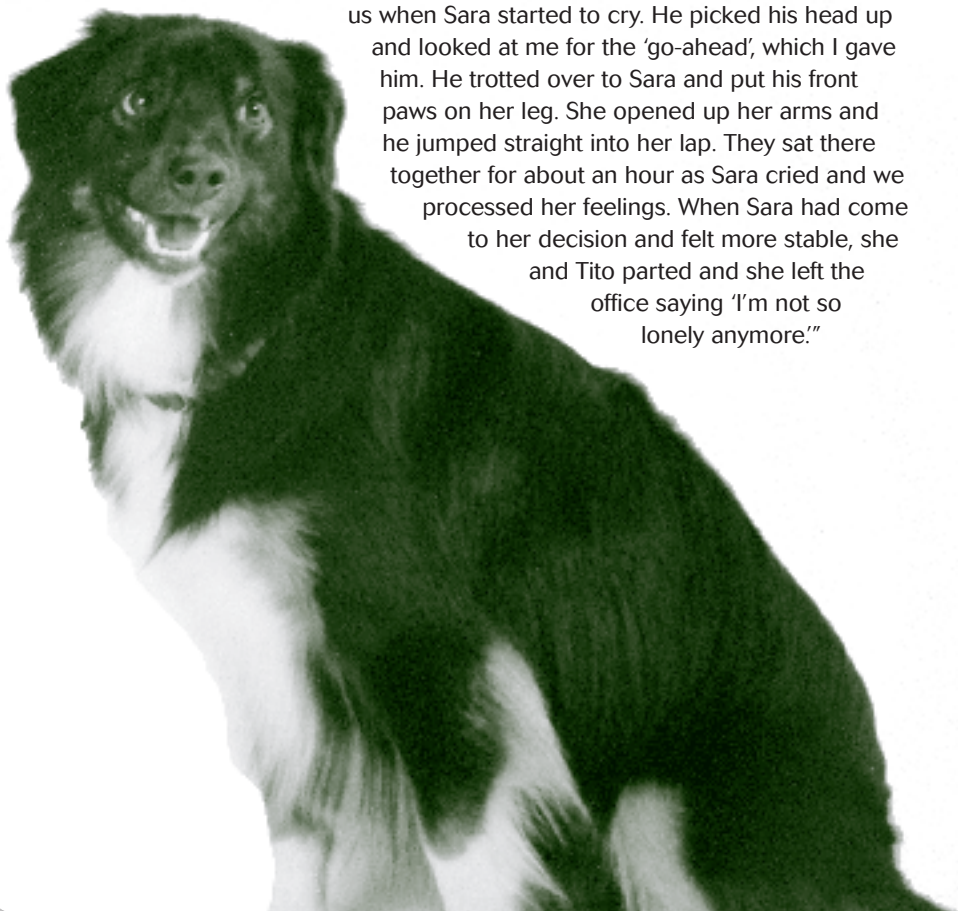 us when Sara started to cry. He picked his head up
and looked at me for the ‘go-ahead’, which I gave
him. He trotted over to Sara and put his front
paws on her leg. She opened up her arms and
he jumped straight into her lap. They sat there
together for about an hour as Sara cried and we
processed her feelings. When Sara had come
to her decision and felt more stable, she
and Tito parted and she left the
office saying ‘I’m not so
lonely anymore.’”